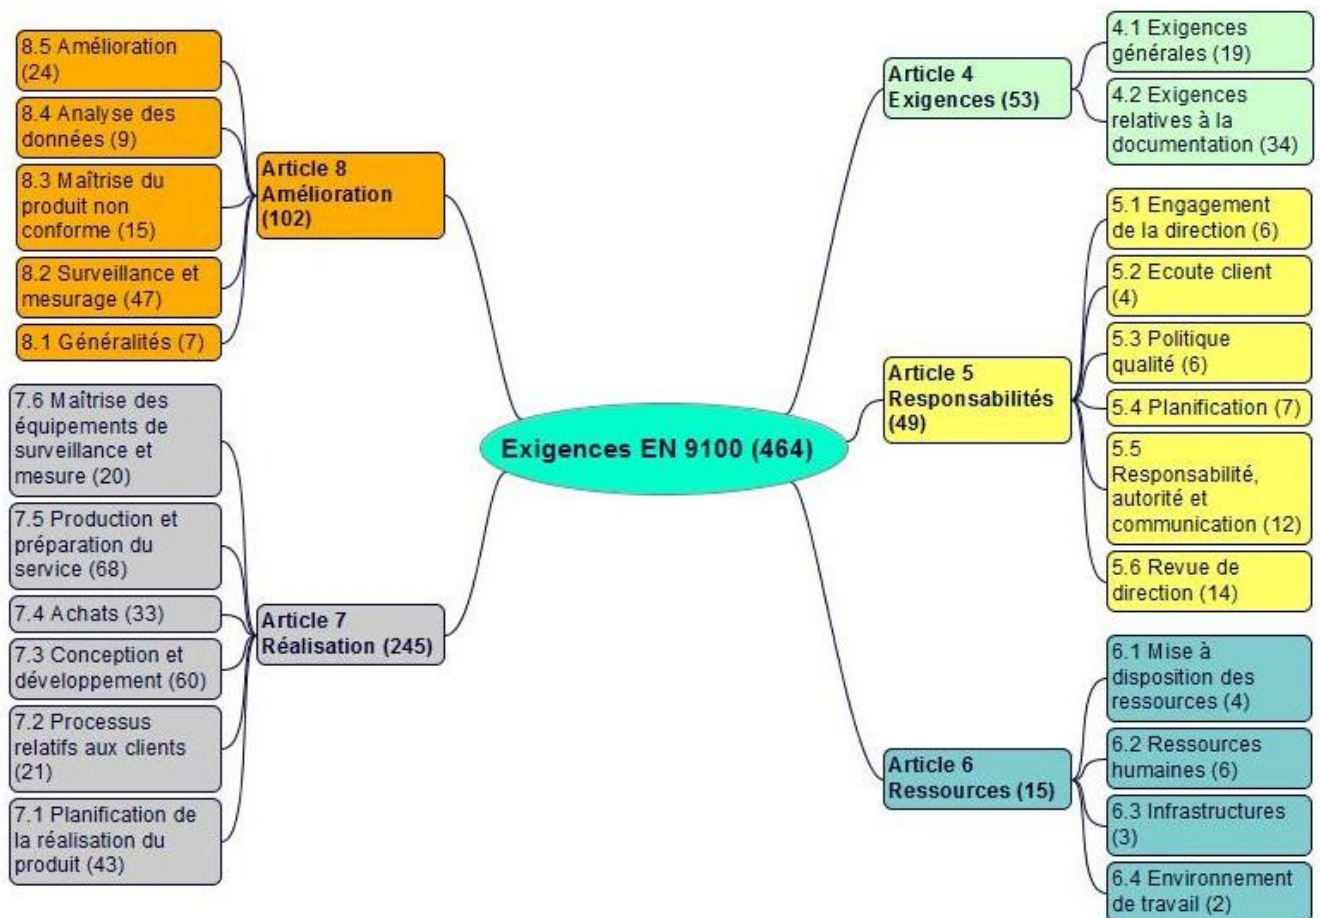 Exigences EN 9100 (464)
Article 4
Exigences (53)
4.1 Exigences
générales (19)
4.2 Exigences
relatives à la
documentation (34)
Article 5
Responsabilités
(49)
5.1 Engagement
de la direction (6)
5.2 Ecoute client
(4)
5.3 Politique
qualité (6)
5.4 Planification (7)
5.5
Responsabilité,
autorité et
communication (12)
5.6 Revue de
direction (14)
Article 6
Ressources (15)
6.1 Mise à
disposition des
ressources (4)
6.2 Ressources
humaines (6)
6.3 Infrastructures
(3)
6.4 Environnement
de travail (2)
Article 7
Réalisation (245)
7.6 Maîtrise des
équipements de
surveillance et
mesure (20)
7.5 Production et
préparation du
service (68)
7.4 Achats (33)
7.3 Conception et
développement (60)
7.2 Processus
relatifs aux clients
(21)
7.1 Planification de
la réalisation du
produit (43)
Article 8
Amélioration
(102)
8.5 Amélioration
(24)
8.4 Analyse des
données (9)
8.3 Maîtrise du
produit non
conforme (15)
8.2 Surveillance et
mesurage (47)
8.1 Généralités (7)